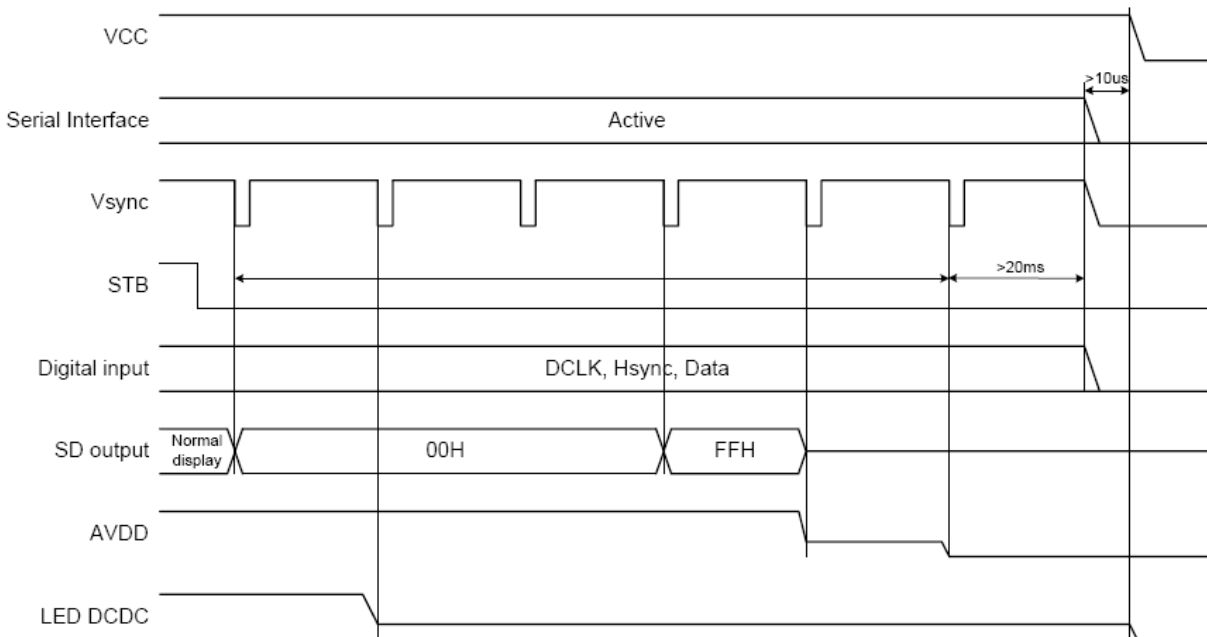 VCC
>10us
Serial Interface
Active
Vsync
STB
>20ms
Digital input
DCLK, Hsync, Data
SD output
Normal
display
00H
FFH
AVDD
LED DCDC